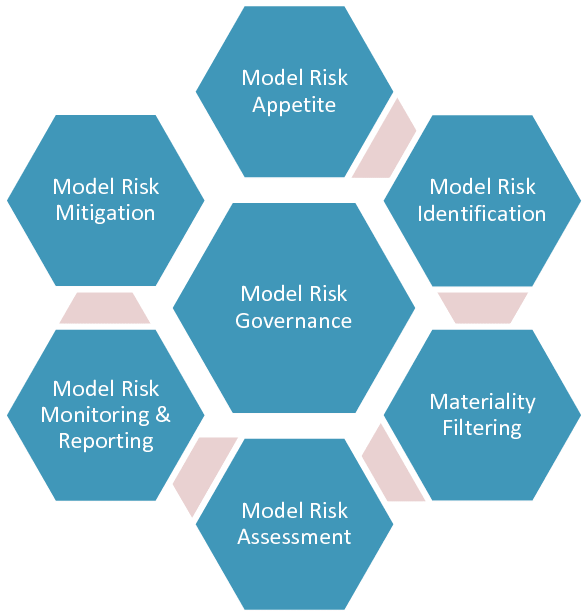 Model Risk
Appetite
Model Risk
Identification
Materiality
Filtering
Model Risk
Assessment
Model Risk
Monitoring &
Reporting
Model Risk
Mitigation
Model Risk
Governance